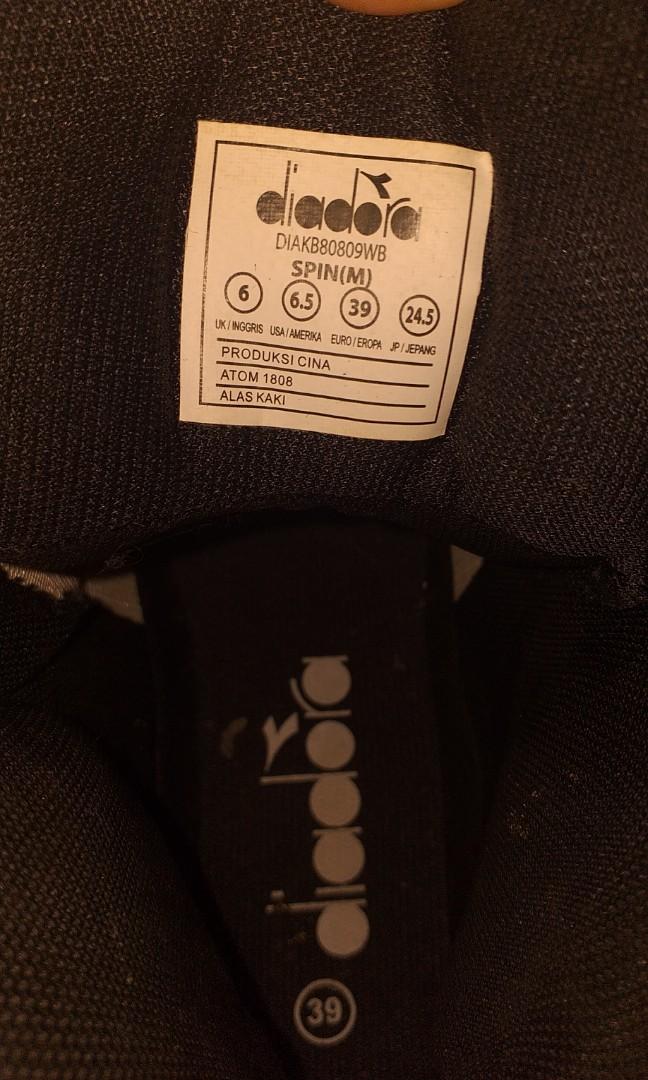 diadora
DIAKB80809WB
SPIN(M)
6 6.5 39 24.5
UK/INGGRIS USA/AMERIKA EURO/EROPA JP/JEPANG
PRODUKSI CINA
ATOM 1808
ALAS KAKI
diadora
39